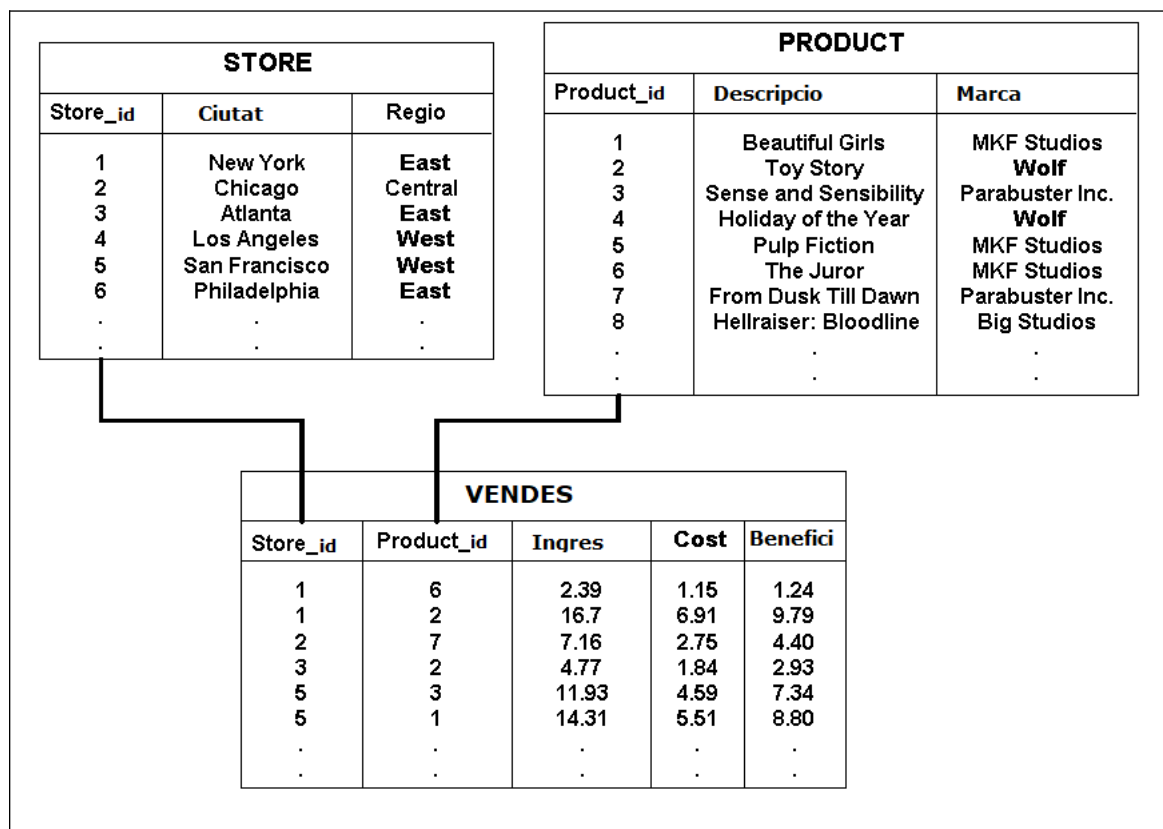 STORE
Store_id Ciutat Regio
1 New York East
2 Chicago Central
3 Atlanta East
4 Los Angeles West
5 San Francisco West
6 Philadelphia East
. . .
. . .
PRODUCT
Product_id Descripcio Marca
1 Beautiful Girls MKF Studios
2 Toy Story Wolf
3 Sense and Sensibility Parabuster Inc.
4 Holiday of the Year Wolf
5 Pulp Fiction MKF Studios
6 The Juror MKF Studios
7 From Dusk Till Dawn Parabuster Inc.
8 Hellraiser: Bloodline Big Studios
. . .
. . .
VENDES
Store_id Product_id Ingres Cost Benefici
1 6 2.39 1.15 1.24
1 2 16.7 6.91 9.79
2 7 7.16 2.75 4.40
3 2 4.77 1.84 2.93
5 3 11.93 4.59 7.34
5 1 14.31 5.51 8.80
. . . . .
. . . . .